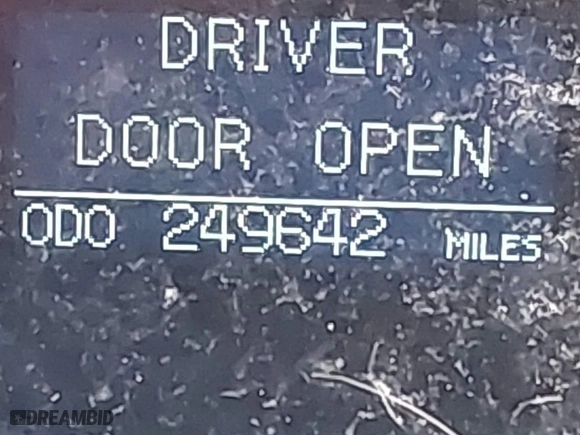 DRIVER
DOOR OPEN
ODO 249642 MILES
DREAMBID